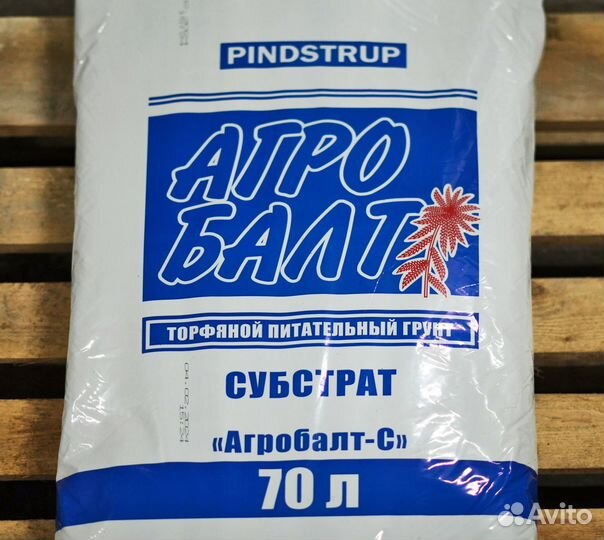 PINDSTRUP
АГРО
БАЛТ
ТОРФЯНОЙ ПИТАТЕЛЬНЫЙ ГРУНТ
СУБСТРАТ
«Агробалт-С»
70 л
Avito